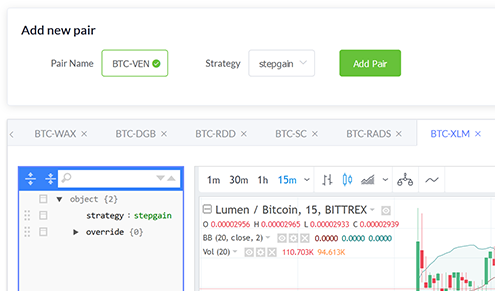 Add new pair
Pair Name BTC-VEN Strategy stepgain Add Pair
BTC-WAX × BTC-DGB × BTC-RDD × BTC-SC × BTC-RADS × BTC-XLM ×
1m 30m 1h 15m
object {2}
strategy : stepgain
override {0}
Lumen / Bitcoin, 15, BITTREX
O 0.00002956 H 0.00002965 L 0.00002933 C 0.00002939
BB (20, close, 2) 0.0000 0.0000 0.0000
Vol (20) 110.703K 94.613K